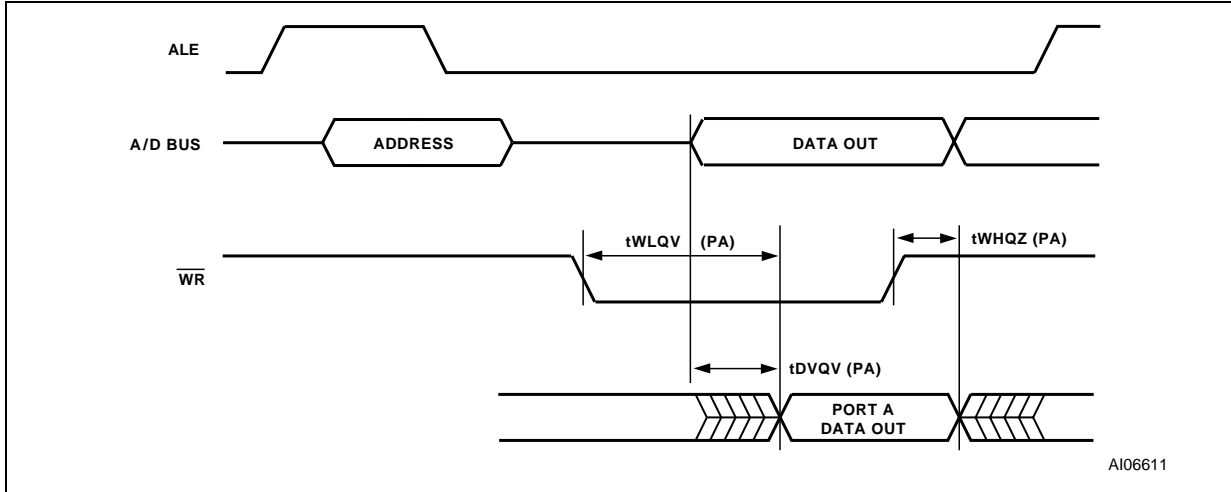 ALE
A/D BUS
ADDRESS
DATA OUT
tWLQV (PA)
tWHQZ (PA)
WR
tDVQV (PA)
PORT A
DATA OUT
AI06611